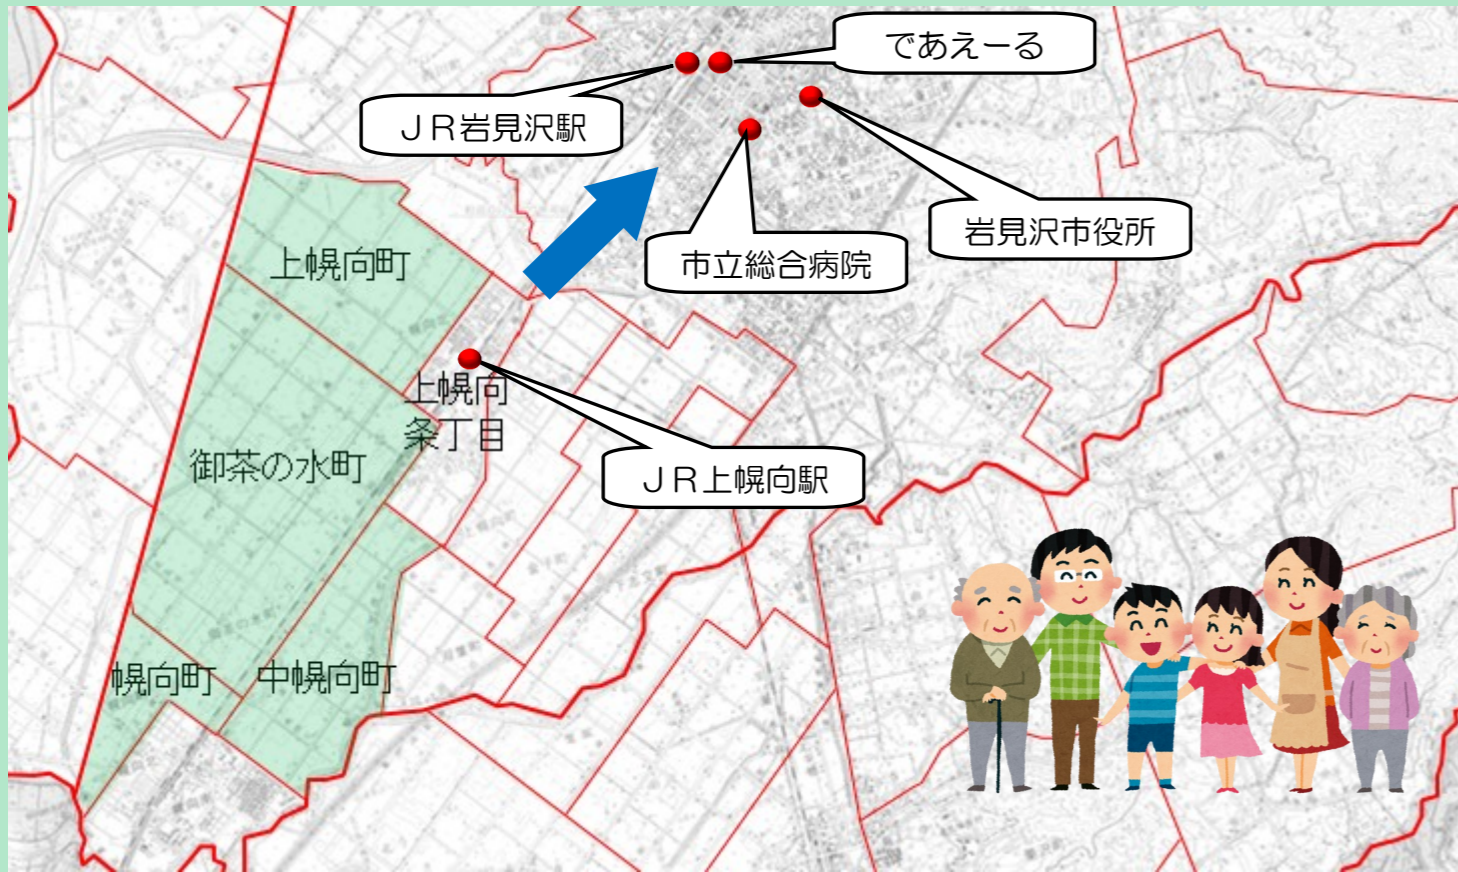 であえーる
ＪＲ岩見沢駅
岩見沢市役所
市立総合病院
上幌向町
上幌向
条丁目
御茶の水町
ＪＲ上幌向駅
幌向町
中幌向町